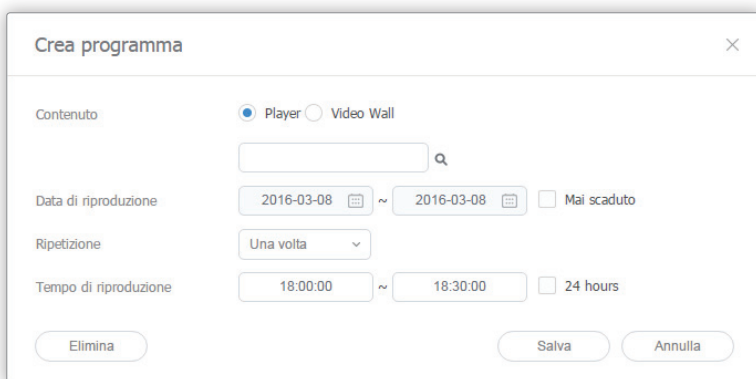 Crea programma
Contenuto Player Video Wall
Data di riproduzione 2016-03-08 ~ 2016-03-08 Mai scaduto
Ripetizione Una volta
Tempo di riproduzione 18:00:00 ~ 18:30:00 24 hours
Elimina Salva Annulla